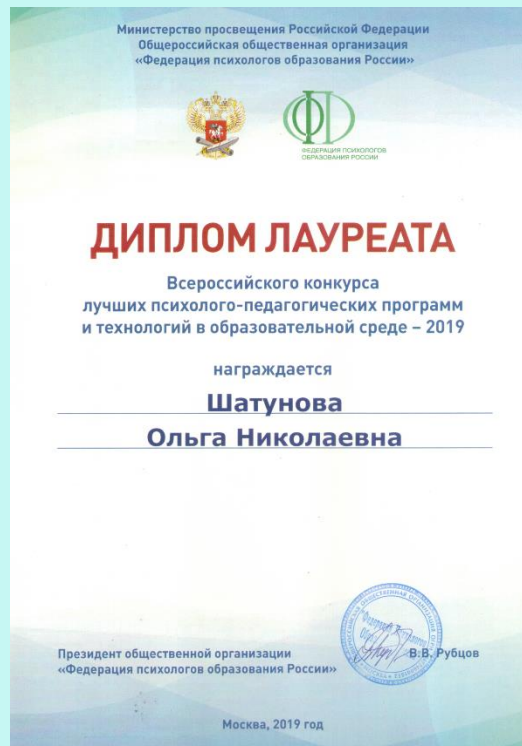 Министерство просвещения Российской Федерации
Общероссийская общественная организация
«Федерация психологов образования России»
ФЕДЕРАЦИЯ ПСИХОЛОГОВ
ОБРАЗОВАНИЯ РОССИИ
ДИПЛОМ ЛАУРЕАТА
Всероссийского конкурса
лучших психолого-педагогических программ
и технологий в образовательной среде – 2019
награждается
Шатунова
Ольга Николаевна
Президент общественной организации
«Федерация психологов образования России»
В.В. Рубцов
Москва, 2019 год